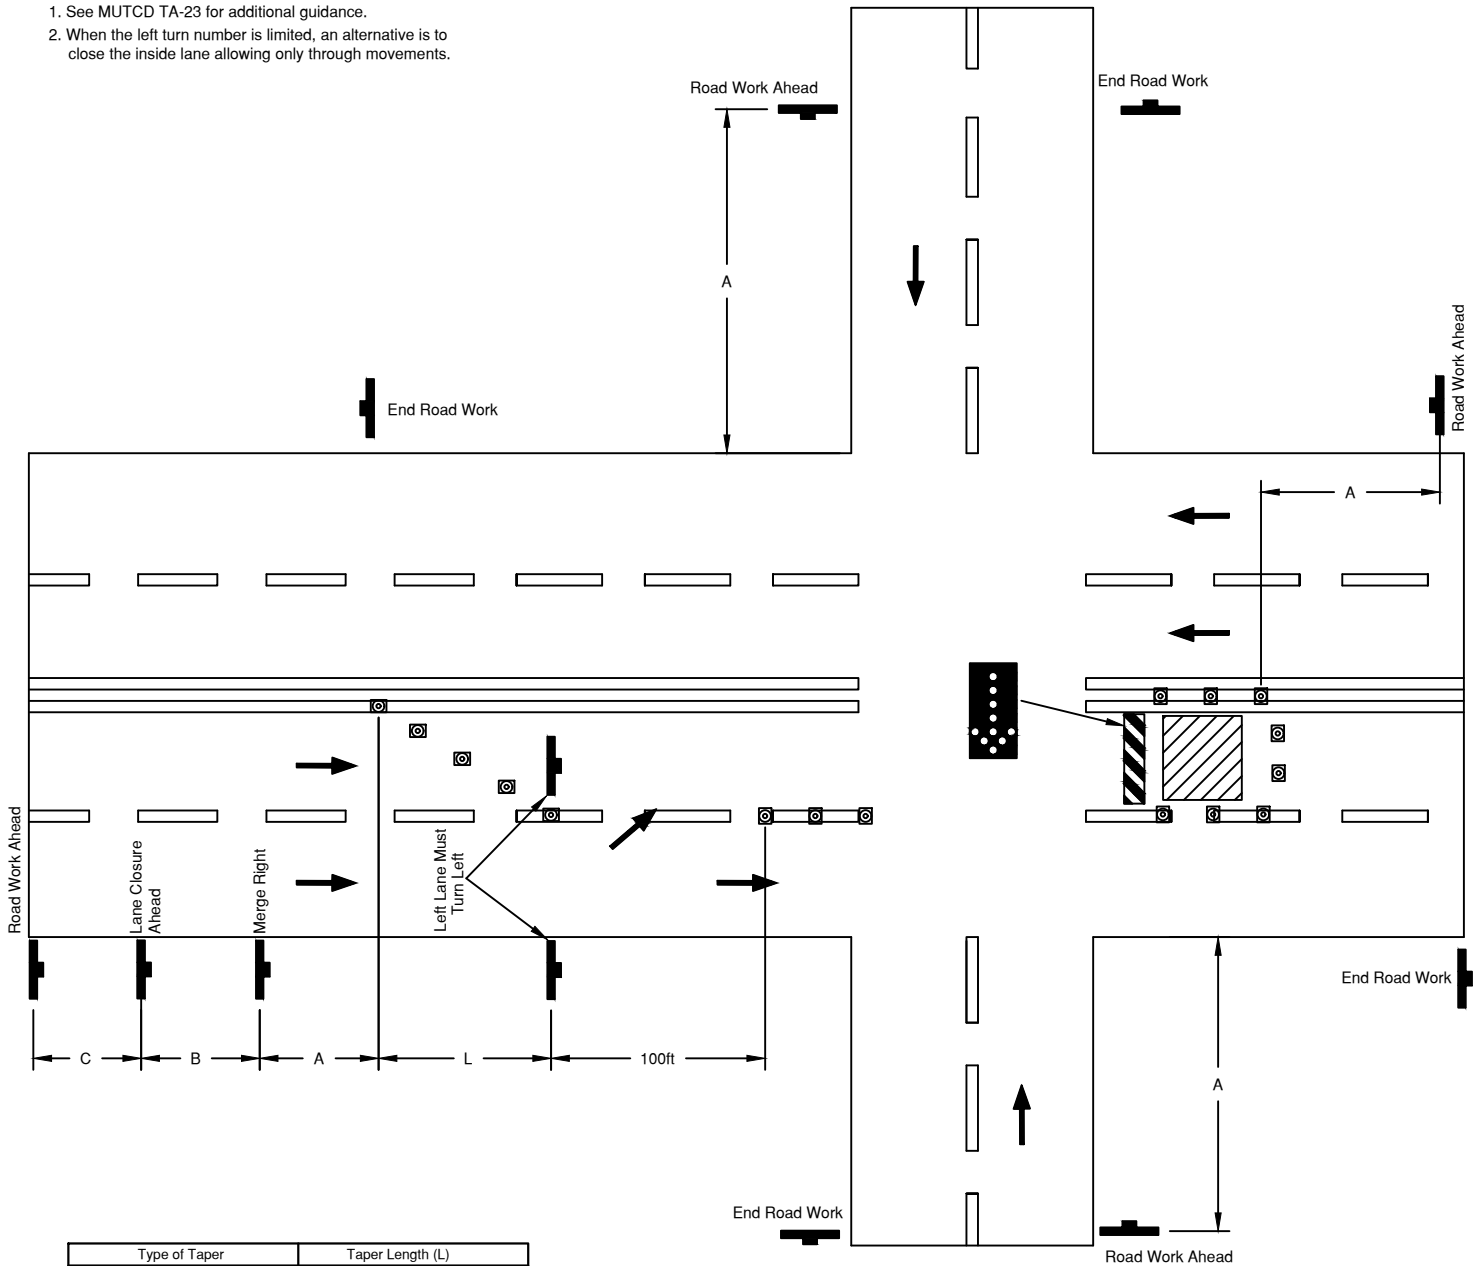 1. See MUTCD TA-23 for additional guidance.
2. When the left turn number is limited, an alternative is to
close the inside lane allowing only through movements.
Road Work Ahead
End Road Work
A
Road Work Ahead
End Road Work
A
Road Work Ahead
Lane Closure
Ahead
Merge Right
Left Lane Must
Turn Left
End Road Work
C
B
A
L
100ft
A
End Road Work
Road Work Ahead
Type of Taper
Taper Length (L)